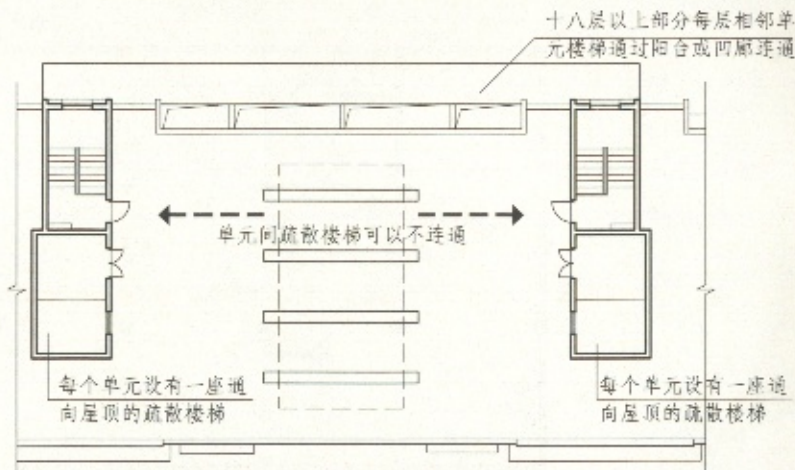 十八层以上部分每层相邻单
元楼梯通过阳台或凹廊连通
单元间疏散楼梯可以不连通
每个单元设有一座通
向屋顶的疏散楼梯
每个单元设有一座通
向屋顶的疏散楼梯